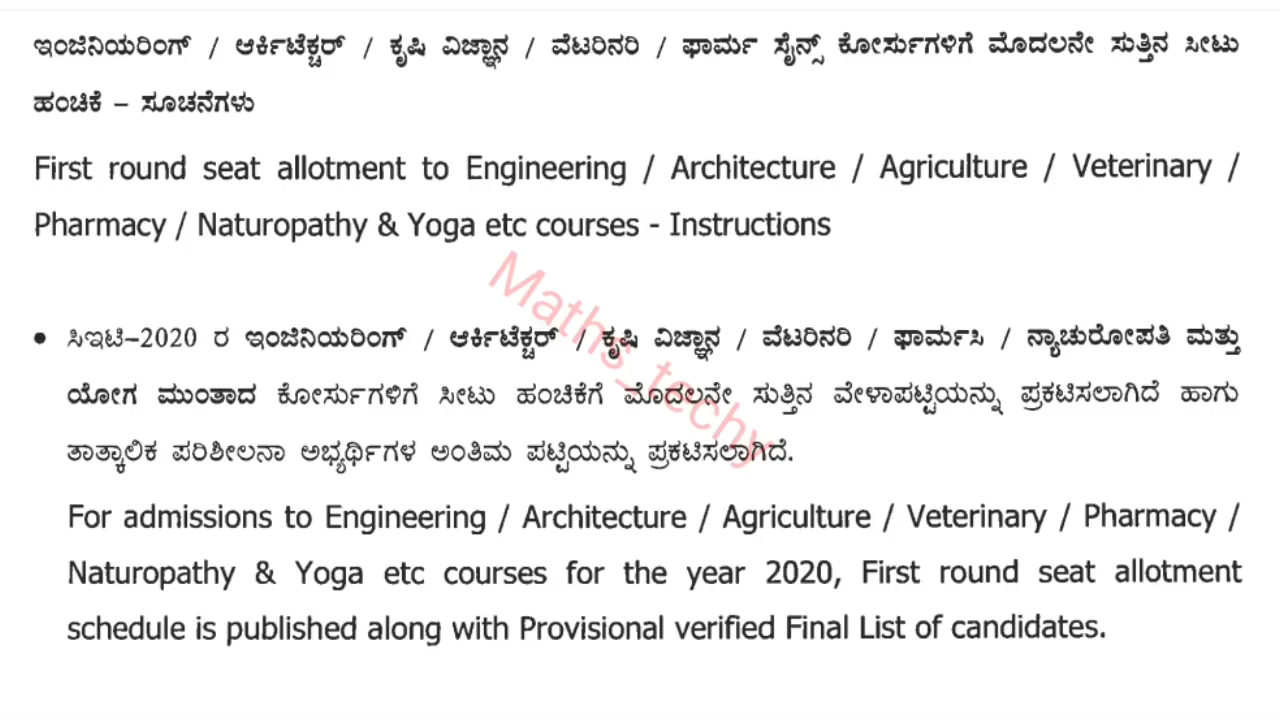 ಇಂಜಿನಿಯರಿಂಗ್ / ಆರ್ಕಿಟೆಕ್ಚರ್ / ಕೃಷಿ ವಿಜ್ಞಾನ / ವೆಟರಿನರಿ / ಫಾರ್ಮ ಸೈನ್ಸ್ ಕೋರ್ಸುಗಳಿಗೆ ಮೊದಲನೇ ಸುತ್ತಿನ ಸೀಟು
ಹಂಚಿಕೆ – ಸೂಚನೆಗಳು
First round seat allotment to Engineering / Architecture / Agriculture / Veterinary /
Pharmacy / Naturopathy & Yoga etc courses - Instructions
• ಸಿಇಟಿ–2020 ರ ಇಂಜಿನಿಯರಿಂಗ್ / ಆರ್ಕಿಟೆಕ್ಚರ್ / ಕೃಷಿ ವಿಜ್ಞಾನ / ವೆಟರಿನರಿ / ಫಾರ್ಮಸಿ / ನ್ಯಾಚುರೋಪತಿ ಮತ್ತು
ಯೋಗ ಮುಂತಾದ ಕೋರ್ಸುಗಳಿಗೆ ಸೀಟು ಹಂಚಿಕೆಗೆ ಮೊದಲನೇ ಸುತ್ತಿನ ವೇಳಾಪಟ್ಟಿಯನ್ನು ಪ್ರಕಟಿಸಲಾಗಿದೆ ಹಾಗು
ತಾತ್ಕಾಲಿಕ ಪರಿಶೀಲನಾ ಅಭ್ಯರ್ಥಿಗಳ ಅಂತಿಮ ಪಟ್ಟಿಯನ್ನು ಪ್ರಕಟಿಸಲಾಗಿದೆ.
For admissions to Engineering / Architecture / Agriculture / Veterinary / Pharmacy /
Naturopathy & Yoga etc courses for the year 2020, First round seat allotment
schedule is published along with Provisional verified Final List of candidates.
Maths_techy